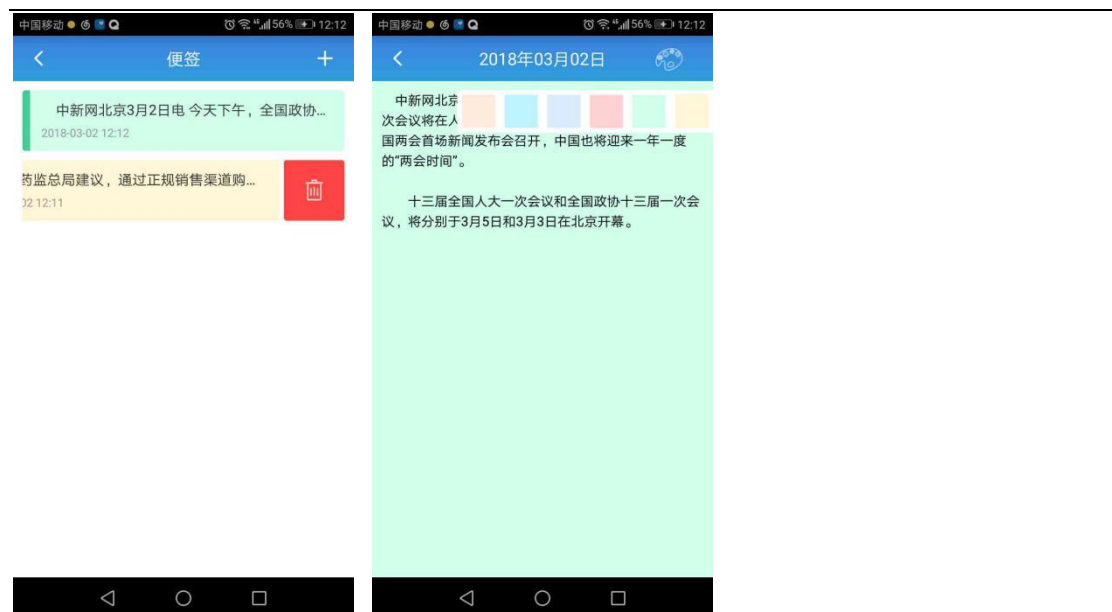 中国移动 56% 12:12
便签
中新网北京3月2日电 今天下午，全国政协...
2018-03-02 12:12
药监总局建议，通过正规销售渠道购...
02 12:11
中国移动 56% 12:12
2018年03月02日
中新网北京
次会议将在人
国两会首场新闻发布会召开，中国也将迎来一年一度
的“两会时间”。
十三届全国人大一次会议和全国政协十三届一次会
议，将分别于3月5日和3月3日在北京开幕。